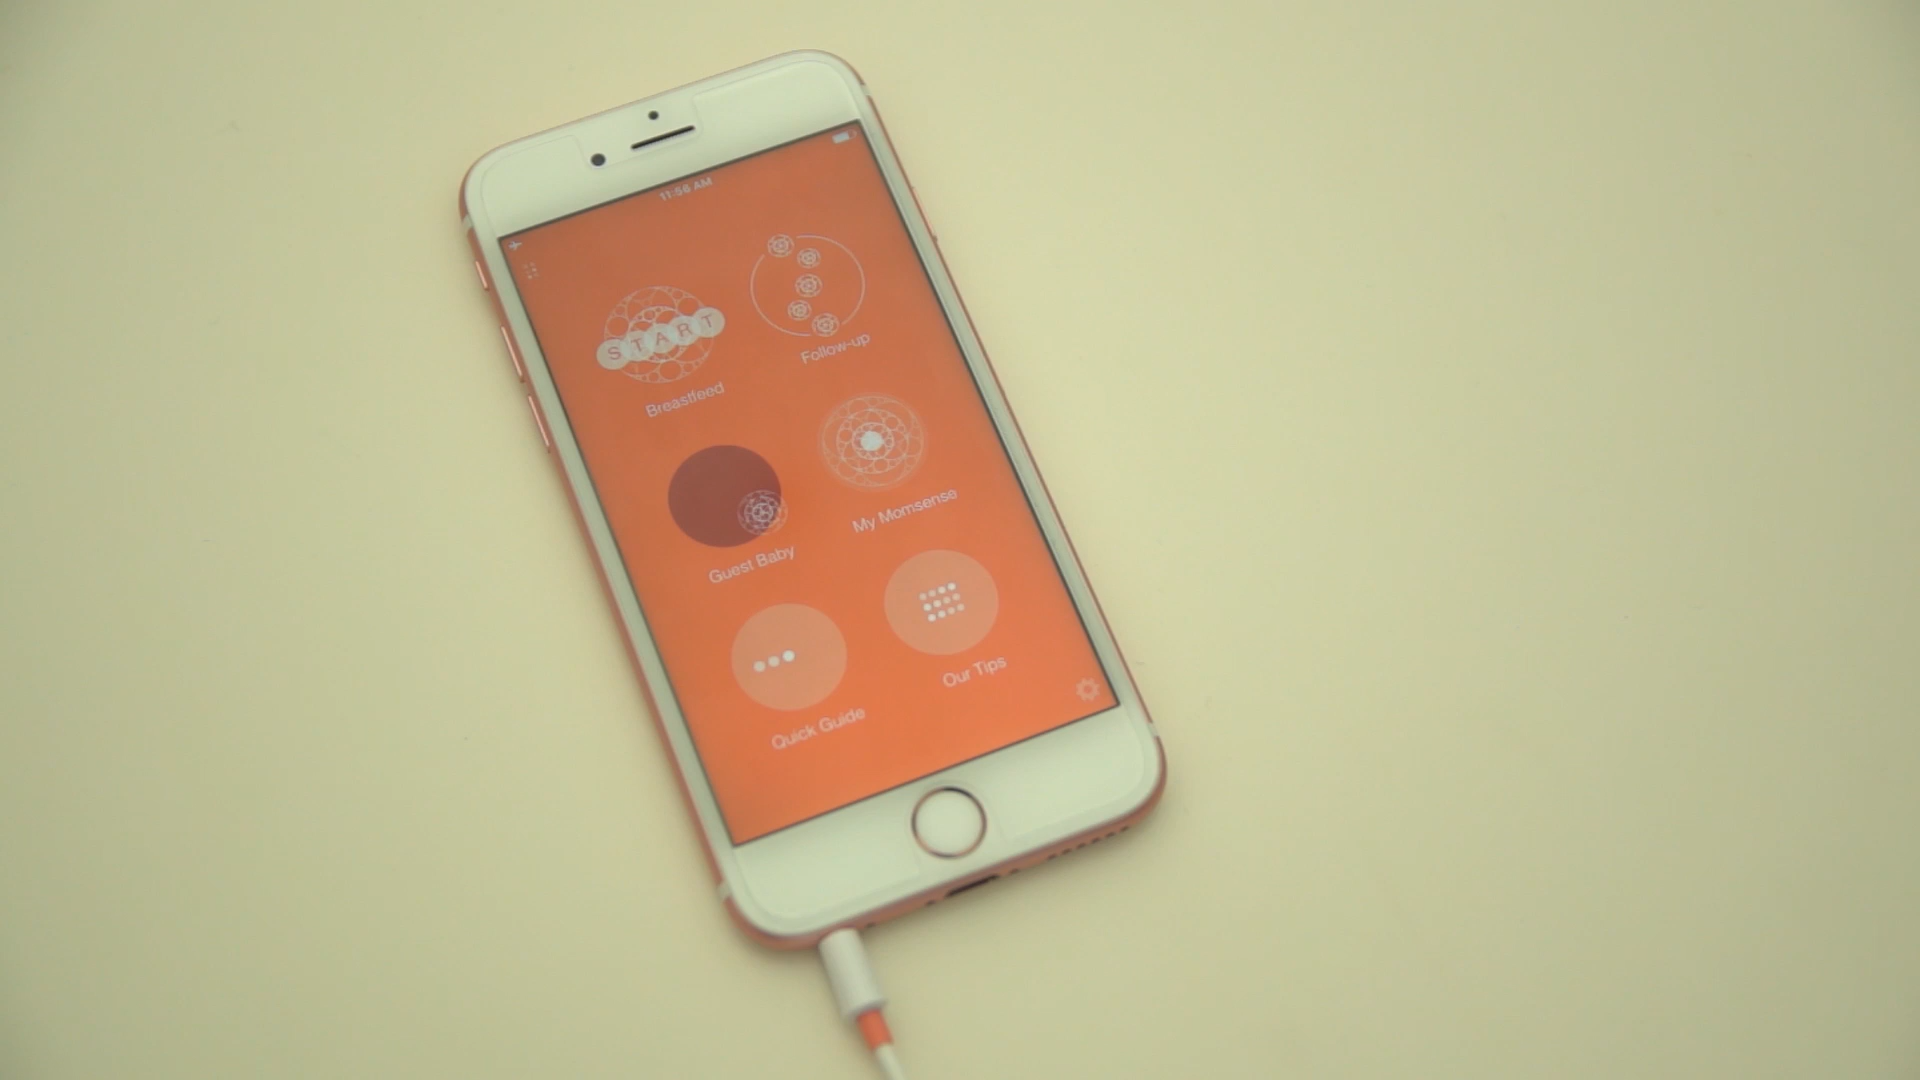 11:56 AM
START
Breastfeed
Follow-up
Guest Baby
My Momsense
Quick Guide
Our Tips